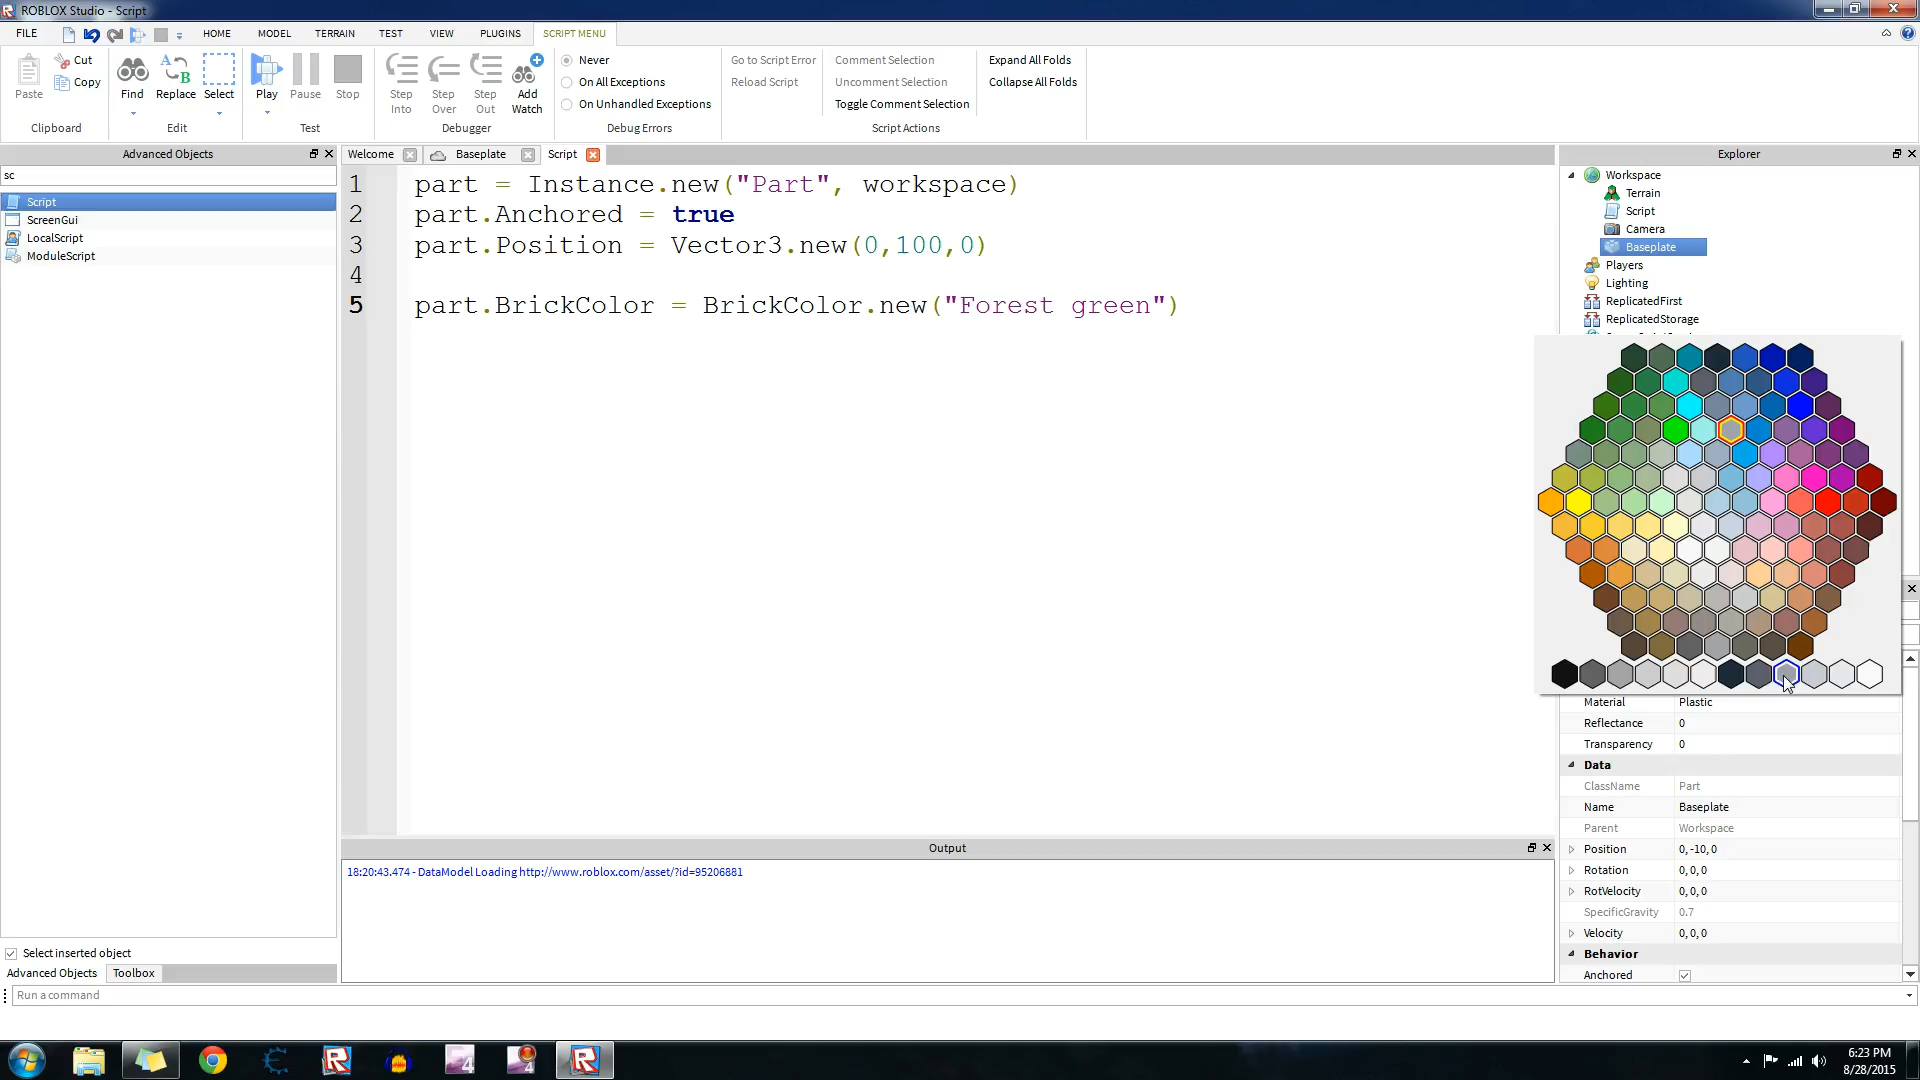 ROBLOX Studio - Script
FILE
HOME
MODEL
TERRAIN
TEST
VIEW
PLUGINS
SCRIPT MENU
Paste
Cut
Copy
Clipboard
Find
Replace
Select
Edit
Play
Pause
Stop
Test
Step Into
Step Over
Step Out
Add Watch
Debugger
Never
On All Exceptions
On Unhandled Exceptions
Debug Errors
Go to Script Error
Reload Script
Comment Selection
Uncomment Selection
Toggle Comment Selection
Script Actions
Expand All Folds
Collapse All Folds
Advanced Objects
sc
Script
ScreenGui
LocalScript
ModuleScript
Select inserted object
Advanced Objects
Toolbox
Welcome
Baseplate
Script
1 part = Instance.new("Part", workspace)
2 part.Anchored = true
3 part.Position = Vector3.new(0,100,0)
4
5 part.BrickColor = BrickColor.new("Forest green")
Output
18:20:43.474 - DataModel Loading http://www.roblox.com/asset/?id=95206881
Explorer
Workspace
Terrain
Script
Camera
Baseplate
Players
Lighting
ReplicatedFirst
ReplicatedStorage
Material Plastic
Reflectance 0
Transparency 0
Data
ClassName Part
Name Baseplate
Parent Workspace
Position 0, -10, 0
Rotation 0, 0, 0
RotVelocity 0, 0, 0
SpecificGravity 0.7
Velocity 0, 0, 0
Behavior
Anchored
Run a command
6:23 PM
8/28/2015